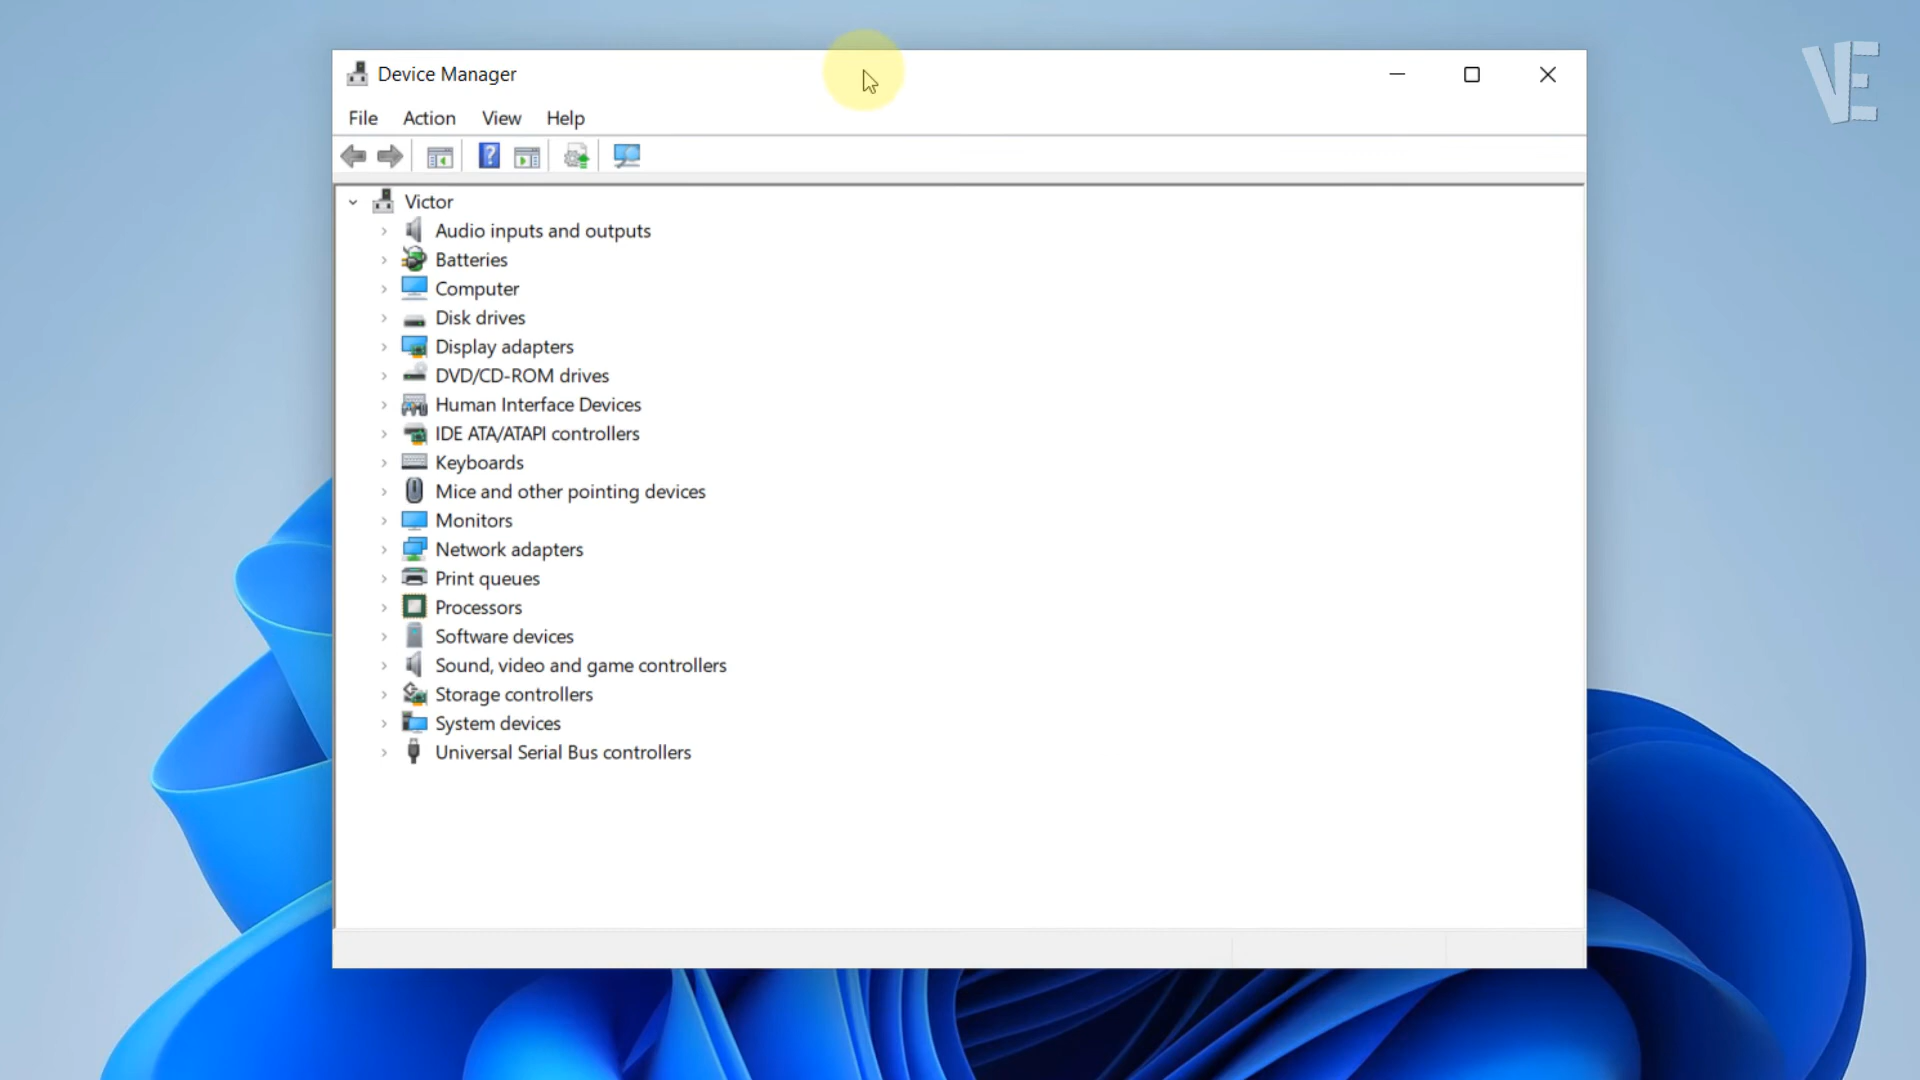 Device Manager
VE
File Action View Help
Victor
Audio inputs and outputs
Batteries
Computer
Disk drives
Display adapters
DVD/CD-ROM drives
Human Interface Devices
IDE ATA/ATAPI controllers
Keyboards
Mice and other pointing devices
Monitors
Network adapters
Print queues
Processors
Software devices
Sound, video and game controllers
Storage controllers
System devices
Universal Serial Bus controllers